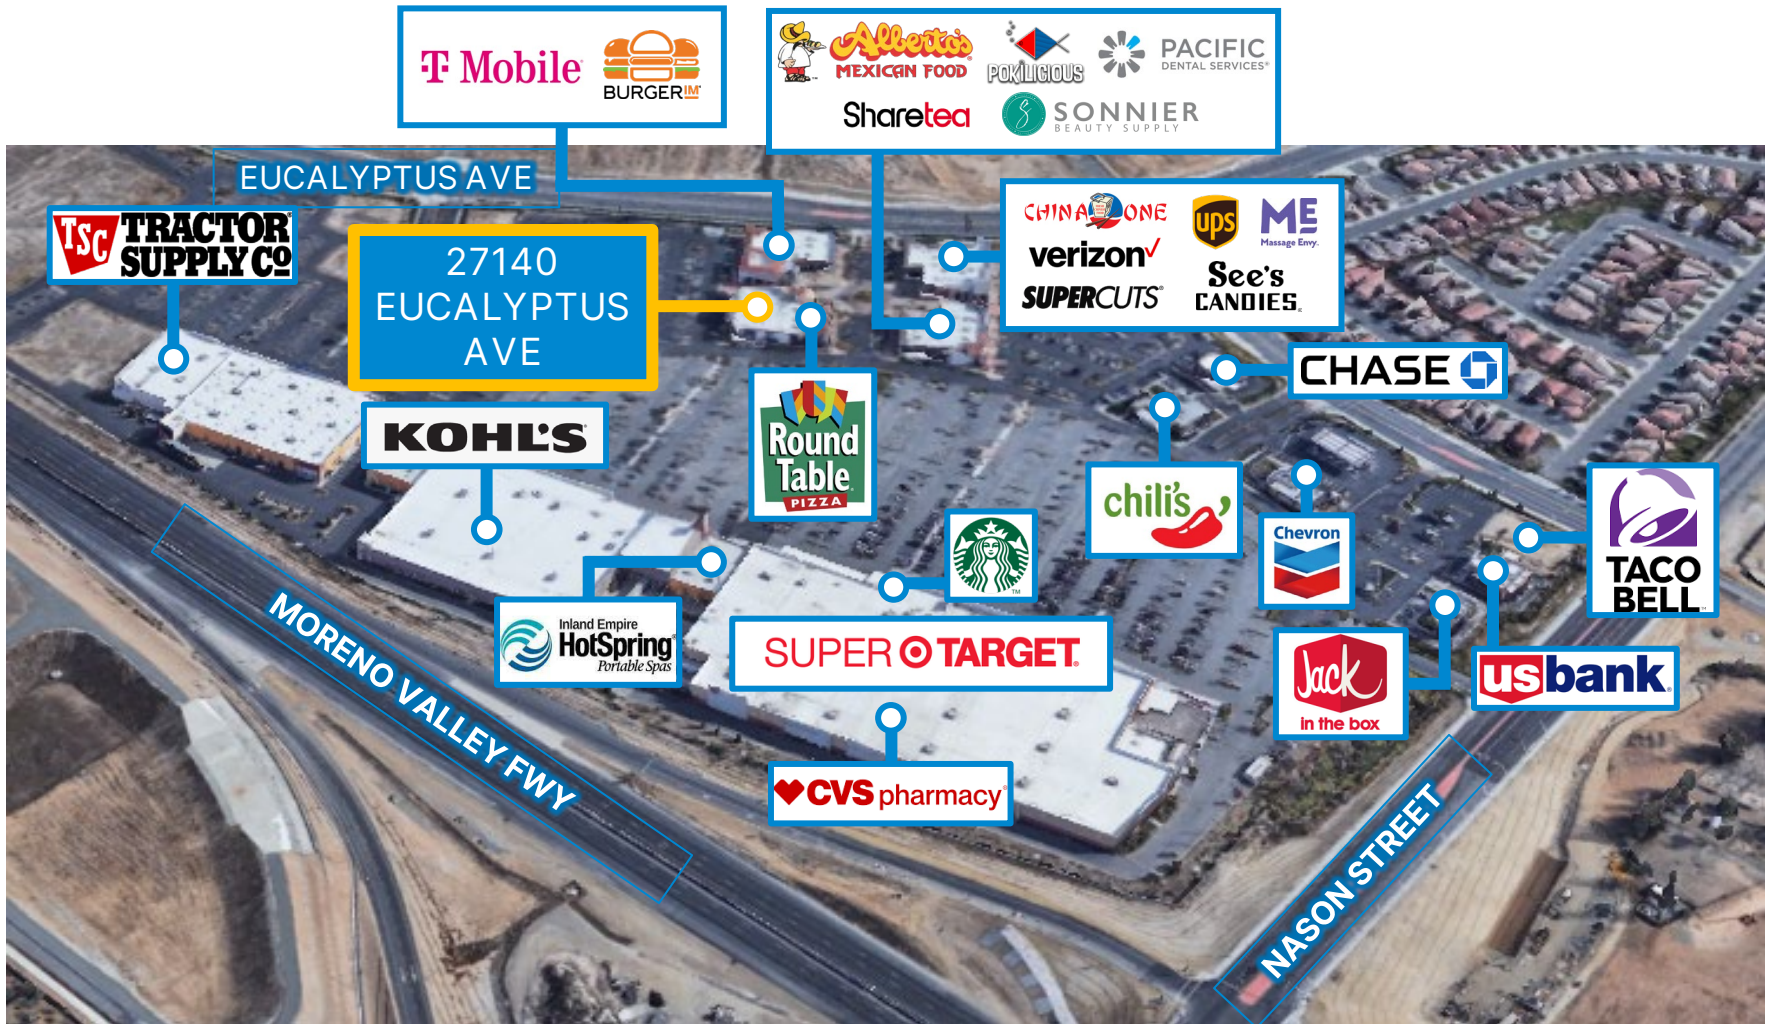 T Mobile
BURGERIM
Alberto's
MEXICAN FOOD
POKILICIOUS
PACIFIC
DENTAL SERVICES®
Sharetea
S SONNIER
BEAUTY SUPPLY
EUCALYPTUS AVE
TSC TRACTOR
SUPPLY CO
27140
EUCALYPTUS
AVE
CHINA ONE
ups
ME
Massage Envy.
verizon
SUPERCUTS®
See's
CANDIES®
CHASE
KOHL'S
Round
Table®
PIZZA
chili's
Chevron
TACO
BELL™
TM
Inland Empire
HotSpring®
Portable Spas
SUPER TARGET®
Jack
in the box
usbank®
CVS pharmacy®
MORENO VALLEY FWY
NASON STREET